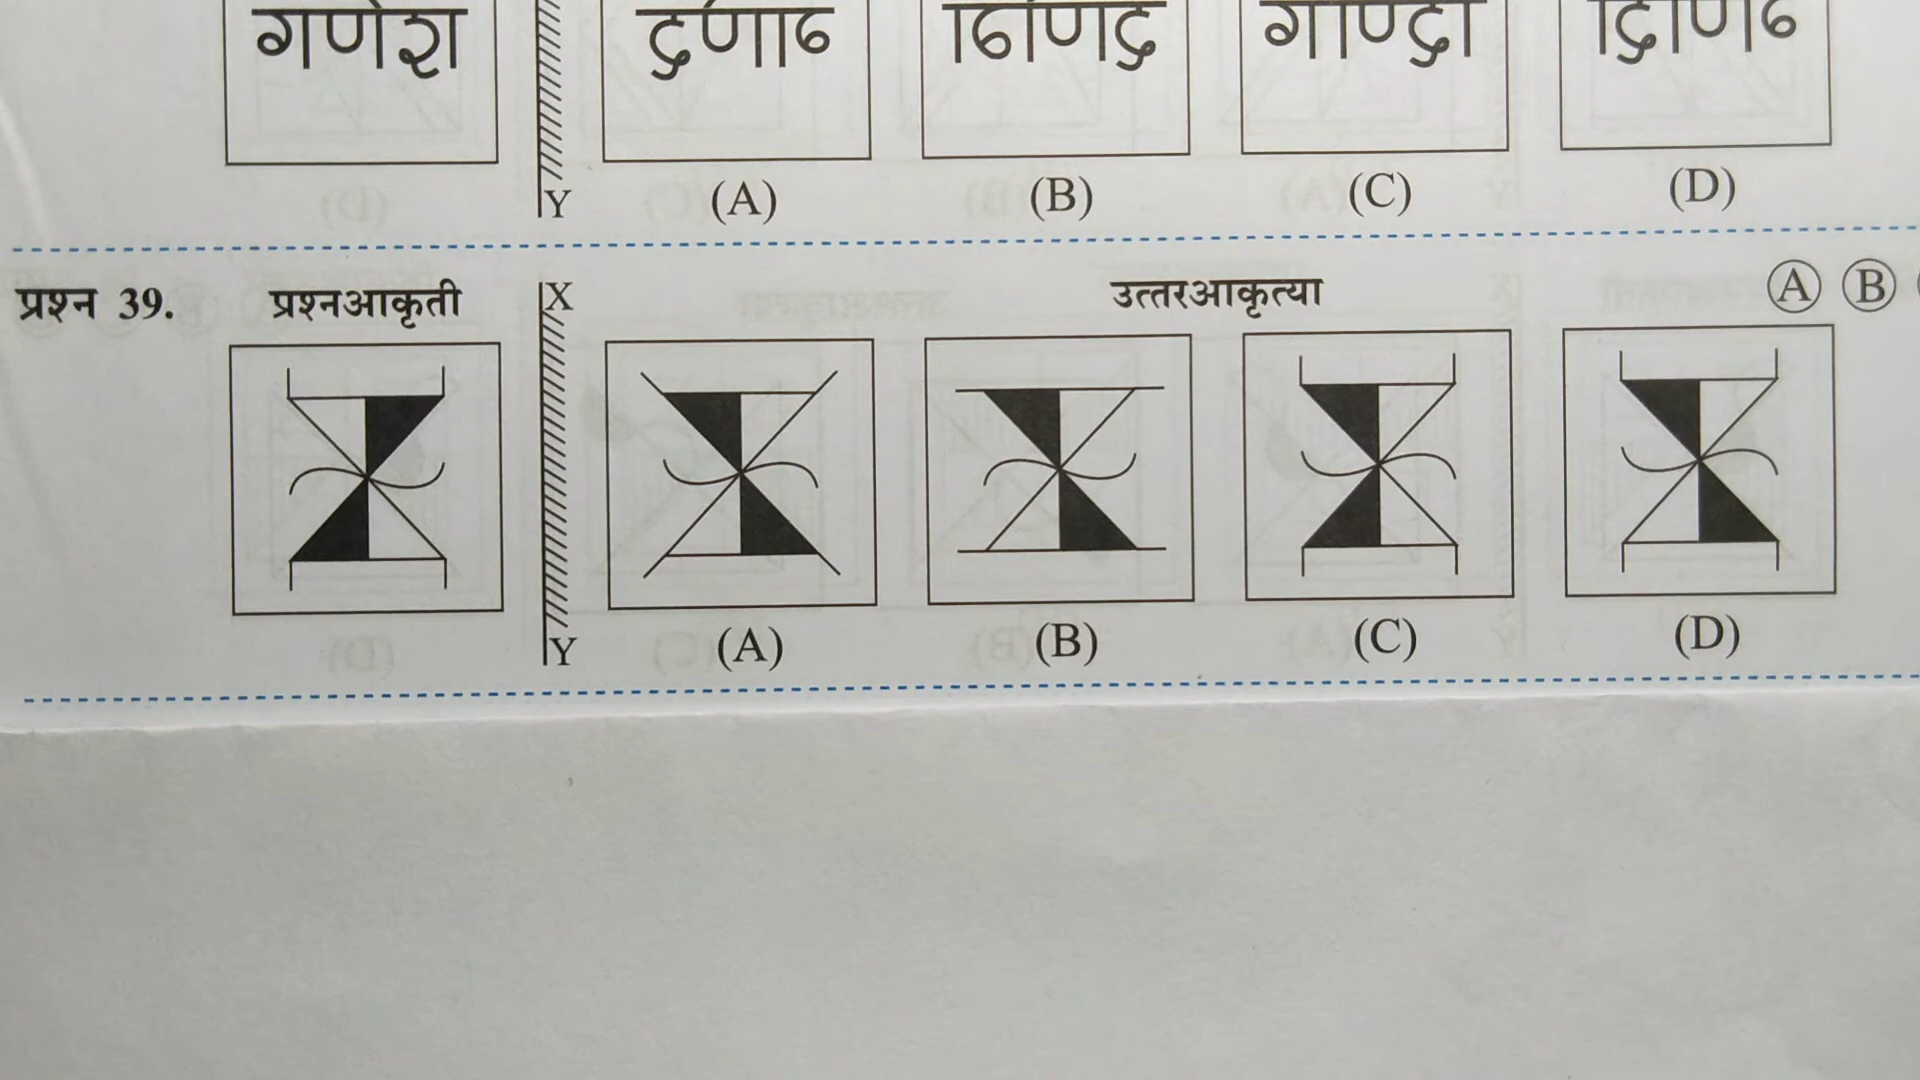 गणेश
Y (A) (B) (C) (D)
प्रश्न 39. प्रश्नआकृती X उत्तरआकृत्या Ⓐ Ⓑ
Y (A) (B) (C) (D)